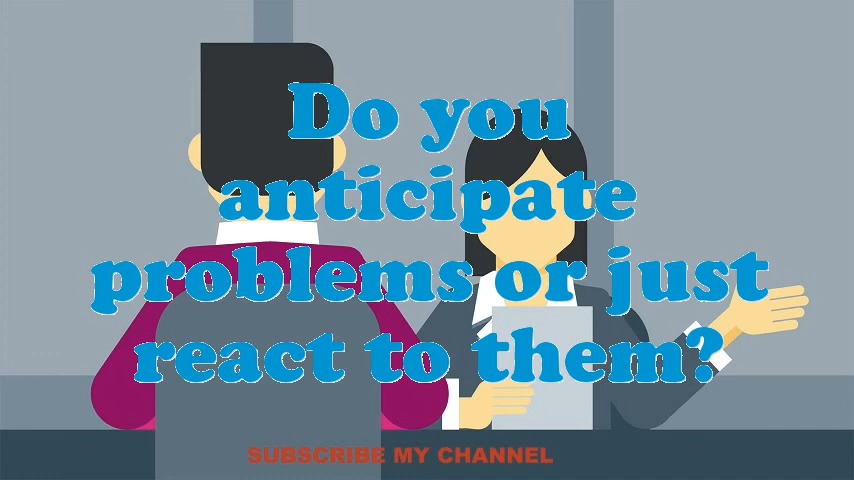 Do you
anticipate
problems or just
react to them?
SUBSCRIBE MY CHANNEL